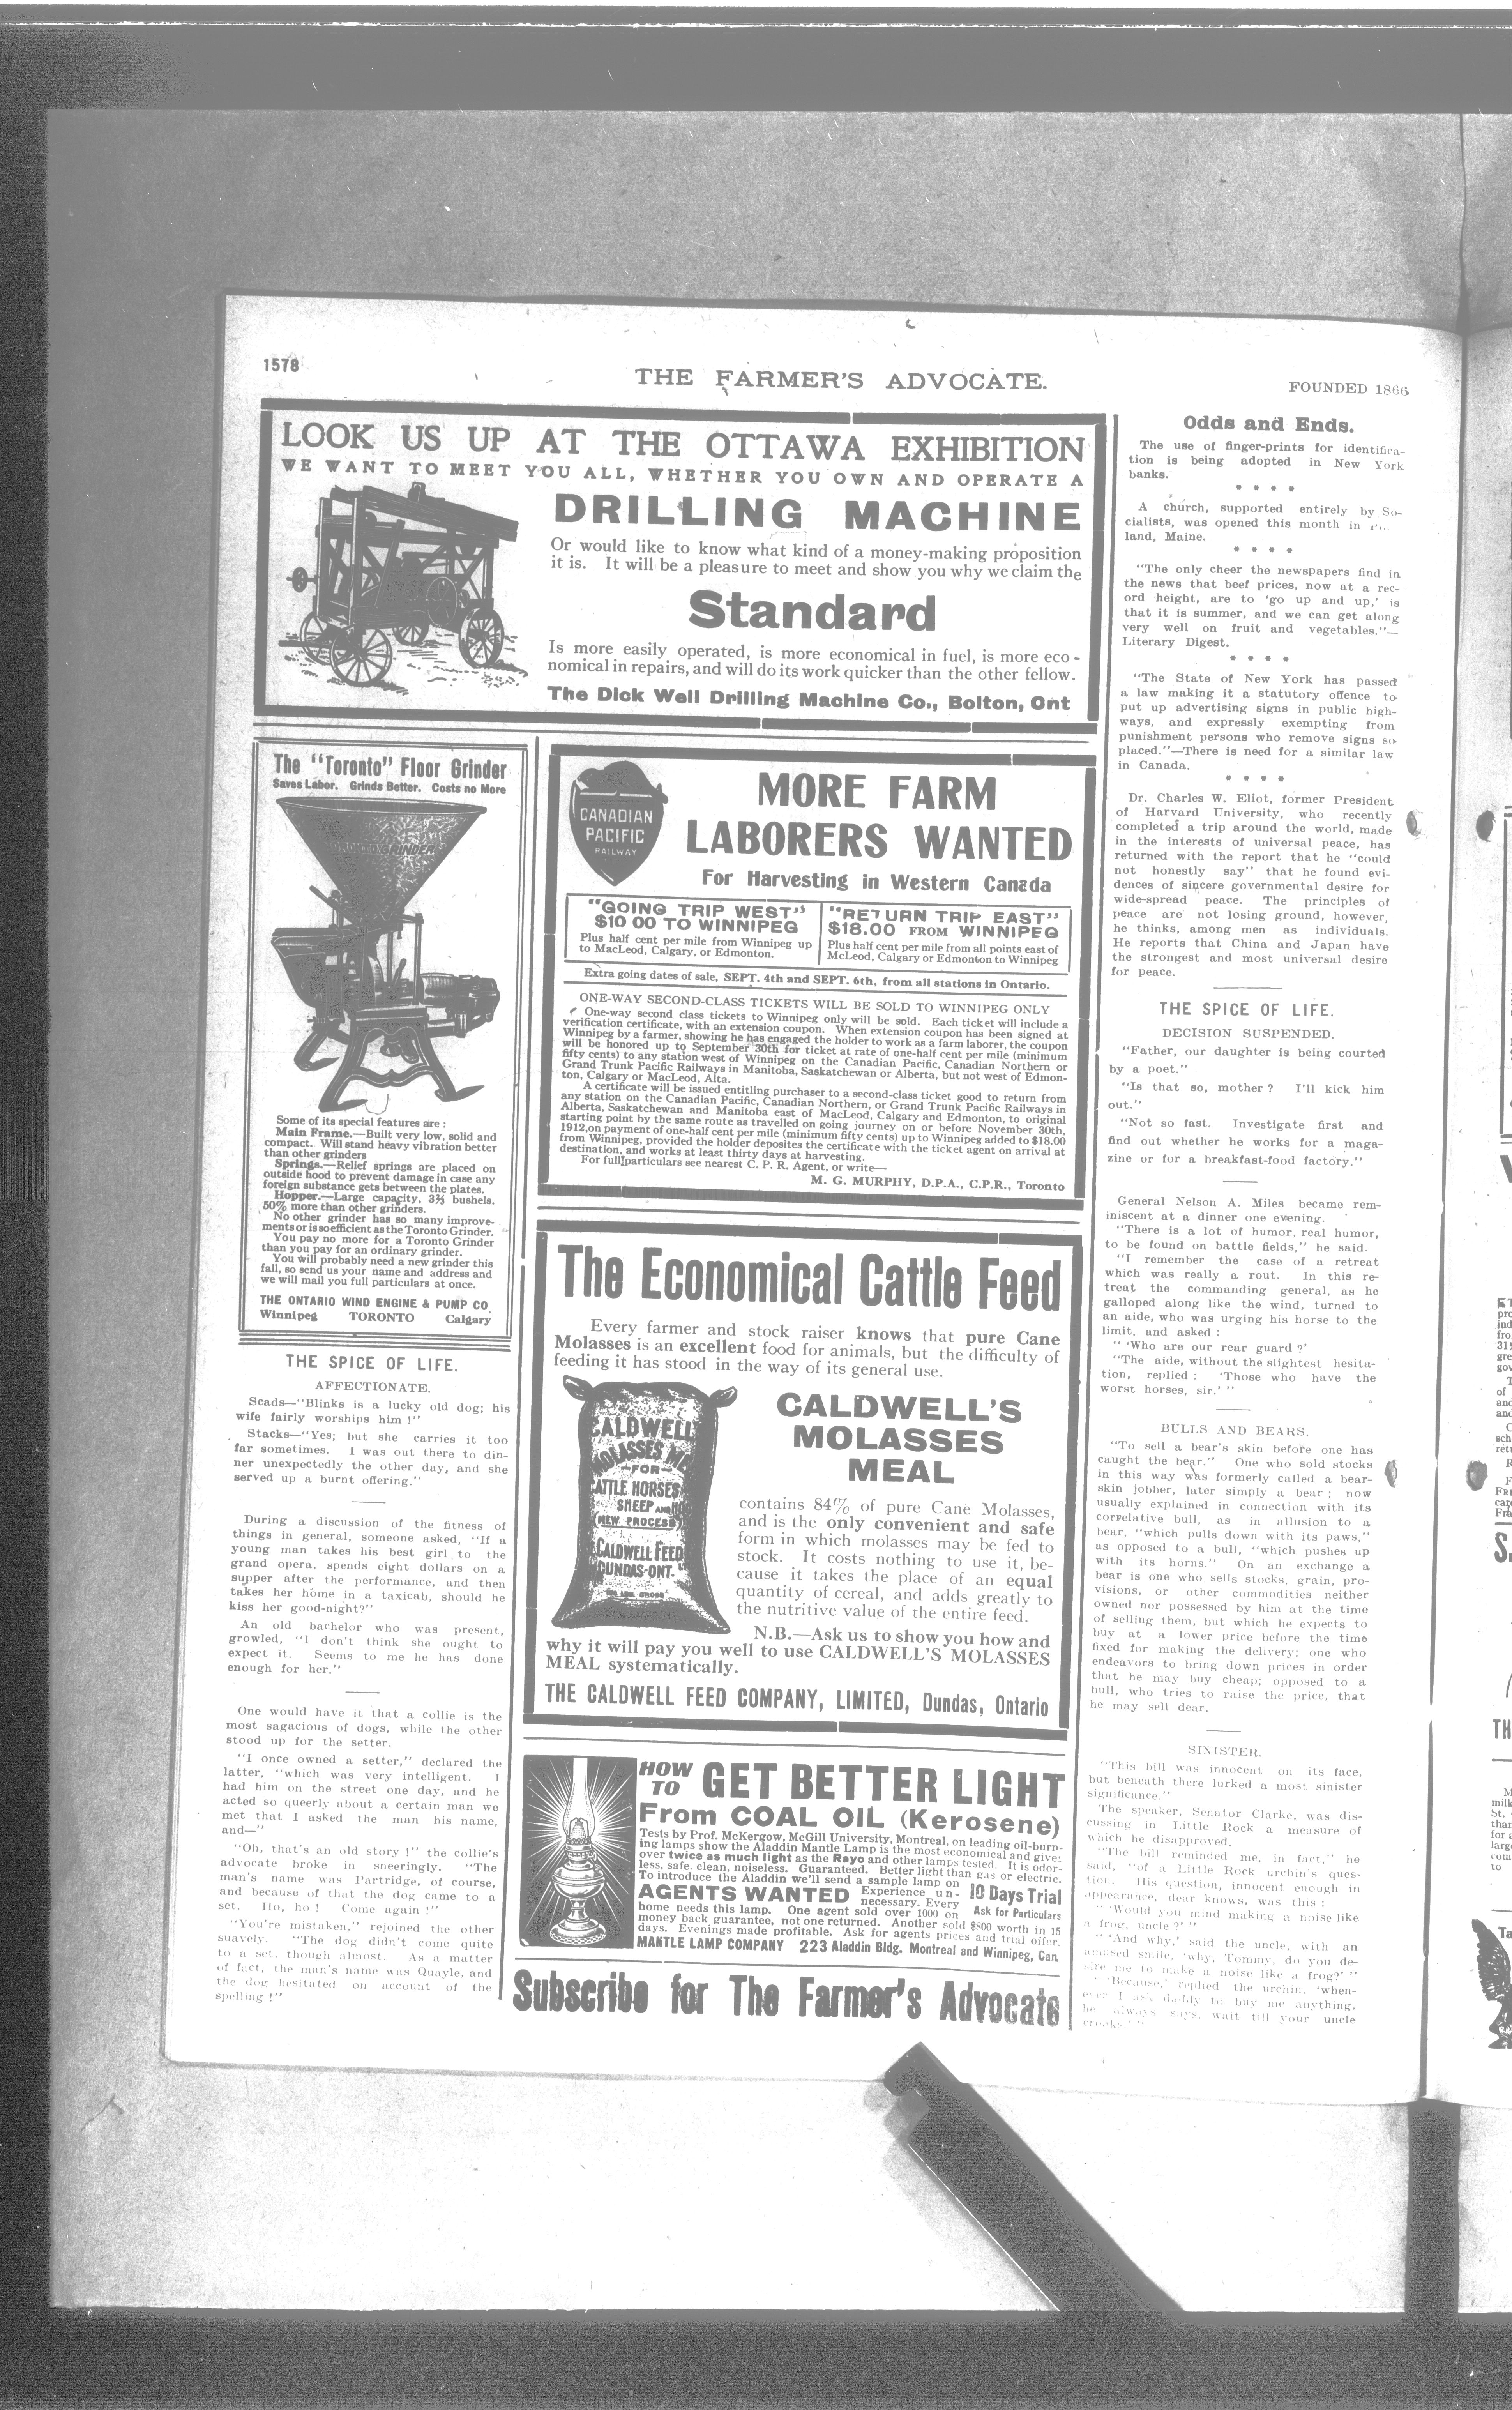 1578
THE FARMER'S ADVOCATE.
FOUNDED 1866
LOOK US UP AT THE OTTAWA EXHIBITION
WE WANT TO MEET YOU ALL, WHETHER YOU OWN AND OPERATE A
DRILLING MACHINE
Or would like to know what kind of a money-making proposition
it is. It will be a pleasure to meet and show you why we claim the
Standard
Is more easily operated, is more economical in fuel, is more eco-
nomical in repairs, and will do its work quicker than the other fellow.
The Dick Well Drilling Machine Co., Bolton, Ont
The "Toronto" Floor Grinder
Saves Labor. Grinds Better. Costs no More
TORONTO GRINDER
Some of its special features are :
Main Frame.—Built very low, solid and
compact. Will stand heavy vibration better
than other grinders
Springs.—Relief springs are placed on
outside hood to prevent damage in case any
foreign substance gets between the plates.
Hopper.—Large capacity, 3⅔ bushels.
50% more than other grinders.
No other grinder has so many improve-
ments or is so efficient as the Toronto Grinder.
You pay no more for a Toronto Grinder
than you pay for an ordinary grinder.
You will probably need a new grinder this
fall, so send us your name and address and
we will mail you full particulars at once.
THE ONTARIO WIND ENGINE & PUMP CO.
Winnipeg TORONTO Calgary
THE SPICE OF LIFE.
AFFECTIONATE.
Scads—"Blinks is a lucky old dog; his
wife fairly worships him !"
Stacks—"Yes; but she carries it too
far sometimes. I was out there to din-
ner unexpectedly the other day, and she
served up a burnt offering."
During a discussion of the fitness of
things in general, someone asked, "If a
young man takes his best girl to the
grand opera, spends eight dollars on a
supper after the performance, and then
takes her home in a taxicab, should he
kiss her good-night?"
An old bachelor who was present,
growled, "I don't think she ought to
expect it. Seems to me he has done
enough for her."
One would have it that a collie is the
most sagacious of dogs, while the other
stood up for the setter.
"I once owned a setter," declared the
latter, "which was very intelligent. I
had him on the street one day, and he
acted so queerly about a certain man we
met that I asked the man his name,
and—"
"Oh, that's an old story !" the collie's
advocate broke in sneeringly. "The
man's name was Partridge, of course,
and because of that the dog came to a
set. Ho, ho ! Come again !"
"You're mistaken," rejoined the other
suavely. "The dog didn't come quite
to a set, though almost. As a matter
of fact, the man's name was Quayle, and
the dog hesitated on account of the
spelling !"
CANADIAN
PACIFIC
RAILWAY
MORE FARM
LABORERS WANTED
For Harvesting in Western Canada
"GOING TRIP WEST"
$10 00 TO WINNIPEG
Plus half cent per mile from Winnipeg up
to MacLeod, Calgary, or Edmonton.
"RETURN TRIP EAST"
$18.00 FROM WINNIPEG
Plus half cent per mile from all points east of
McLeod, Calgary or Edmonton to Winnipeg
Extra going dates of sale, SEPT. 4th and SEPT. 6th, from all stations in Ontario.
ONE-WAY SECOND-CLASS TICKETS WILL BE SOLD TO WINNIPEG ONLY
One-way second class tickets to Winnipeg only will be sold. Each ticket will include a
verification certificate, with an extension coupon. When extension coupon has been signed at
Winnipeg by a farmer, showing he has engaged the holder to work as a farm laborer, the coupon
will be honored up to September 30th for ticket at rate of one-half cent per mile (minimum
fifty cents) to any station west of Winnipeg on the Canadian Pacific, Canadian Northern or
Grand Trunk Pacific Railways in Manitoba, Saskatchewan or Alberta, but not west of Edmon-
ton, Calgary or MacLeod, Alta.
A certificate will be issued entitling purchaser to a second-class ticket good to return from
any station on the Canadian Pacific, Canadian Northern, or Grand Trunk Pacific Railways in
Alberta, Saskatchewan and Manitoba east of MacLeod, Calgary and Edmonton, to original
starting point by the same route as travelled on going journey on or before November 30th,
1912, on payment of one-half cent per mile (minimum fifty cents) up to Winnipeg added to $18.00
from Winnipeg, provided the holder deposites the certificate with the ticket agent on arrival at
destination, and works at least thirty days at harvesting.
For full particulars see nearest C. P. R. Agent, or write—
M. G. MURPHY, D.P.A., C.P.R., Toronto
The Economical Cattle Feed
Every farmer and stock raiser knows that pure Cane
Molasses is an excellent food for animals, but the difficulty of
feeding it has stood in the way of its general use.
CALDWELL
MOLASSES ME
—FOR—
ATTLE HORSES
SHEEP AND
NEW PROCESS
CALDWELL FEED
DUNDAS-ONT.
CALDWELL'S
MOLASSES
MEAL
contains 84% of pure Cane Molasses,
and is the only convenient and safe
form in which molasses may be fed to
stock. It costs nothing to use it, be-
cause it takes the place of an equal
quantity of cereal, and adds greatly to
the nutritive value of the entire feed.
N.B.—Ask us to show you how and
why it will pay you well to use CALDWELL'S MOLASSES
MEAL systematically.
THE CALDWELL FEED COMPANY, LIMITED, Dundas, Ontario
HOW TO GET BETTER LIGHT
From COAL OIL (Kerosene)
Tests by Prof. McKergow, McGill University, Montreal, on leading oil-burn-
ing lamps show the Aladdin Mantle Lamp is the most economical and gives
over twice as much light as the Rayo and other lamps tested. It is odor-
less, safe, clean, noiseless. Guaranteed. Better light than gas or electric.
To introduce the Aladdin we'll send a sample lamp on
10 Days Trial
Ask for Particulars
AGENTS WANTED Experience un-
necessary. Every
home needs this lamp. One agent sold over 1000 on
money back guarantee, not one returned. Another sold $800 worth in 15
days. Evenings made profitable. Ask for agents prices and trial offer.
MANTLE LAMP COMPANY 223 Aladdin Bldg. Montreal and Winnipeg, Can.
Subscribe for The Farmer's Advocate
Odds and Ends.
The use of finger-prints for identifica-
tion is being adopted in New York
banks.
* * * *
A church, supported entirely by So-
cialists, was opened this month in
land, Maine.
* * * *
"The only cheer the newspapers find in
the news that beef prices, now at a rec-
ord height, are to 'go up and up,' is
that it is summer, and we can get along
very well on fruit and vegetables."—
Literary Digest.
* * * *
"The State of New York has passed
a law making it a statutory offence to
put up advertising signs in public high-
ways, and expressly exempting from
punishment persons who remove signs so
placed."—There is need for a similar law
in Canada.
* * * *
Dr. Charles W. Eliot, former President
of Harvard University, who recently
completed a trip around the world, made
in the interests of universal peace, has
returned with the report that he "could
not honestly say" that he found evi-
dences of sincere governmental desire for
wide-spread peace. The principles of
peace are not losing ground, however,
he thinks, among men as individuals.
He reports that China and Japan have
the strongest and most universal desire
for peace.
THE SPICE OF LIFE.
DECISION SUSPENDED.
"Father, our daughter is being courted
by a poet."
"Is that so, mother ? I'll kick him
out."
"Not so fast. Investigate first and
find out whether he works for a maga-
zine or for a breakfast-food factory."
General Nelson A. Miles became rem-
iniscent at a dinner one evening.
"There is a lot of humor, real humor,
to be found on battle fields," he said.
"I remember the case of a retreat
which was really a rout. In this re-
treat the commanding general, as he
galloped along like the wind, turned to
an aide, who was urging his horse to the
limit, and asked :
" 'Who are our rear guard ?'
"The aide, without the slightest hesita-
tion, replied : 'Those who have the
worst horses, sir.' "
BULLS AND BEARS.
"To sell a bear's skin before one has
caught the bear." One who sold stocks
in this way was formerly called a bear-
skin jobber, later simply a bear ; now
usually explained in connection with its
correlative bull, as in allusion to a
bear, "which pulls down with its paws,"
as opposed to a bull, "which pushes up
with its horns." On an exchange a
bear is one who sells stocks, grain, pro-
visions, or other commodities neither
owned nor possessed by him at the time
of selling them, but which he expects to
buy at a lower price before the time
fixed for making the delivery; one who
endeavors to bring down prices in order
that he may buy cheap; opposed to a
bull, who tries to raise the price, that
he may sell dear.
SINISTER.
"This bill was innocent on its face,
but beneath there lurked a most sinister
significance."
The speaker, Senator Clarke, was dis-
cussing in Little Rock a measure of
which he disapproved.
"The bill reminded me, in fact," he
said, "of a Little Rock urchin's ques-
tion. His question, innocent enough in
appearance, dear knows, was this :
" 'Would you mind making a noise like
a frog, uncle ?'
" 'And why,' said the uncle, with an
amused smile, 'why, Tommy, do you de-
sire me to make a noise like a frog?' "
" 'Because,' replied the urchin, 'when-
ever I ask daddy to buy me anything,
he always says, wait till your uncle
croaks.' "